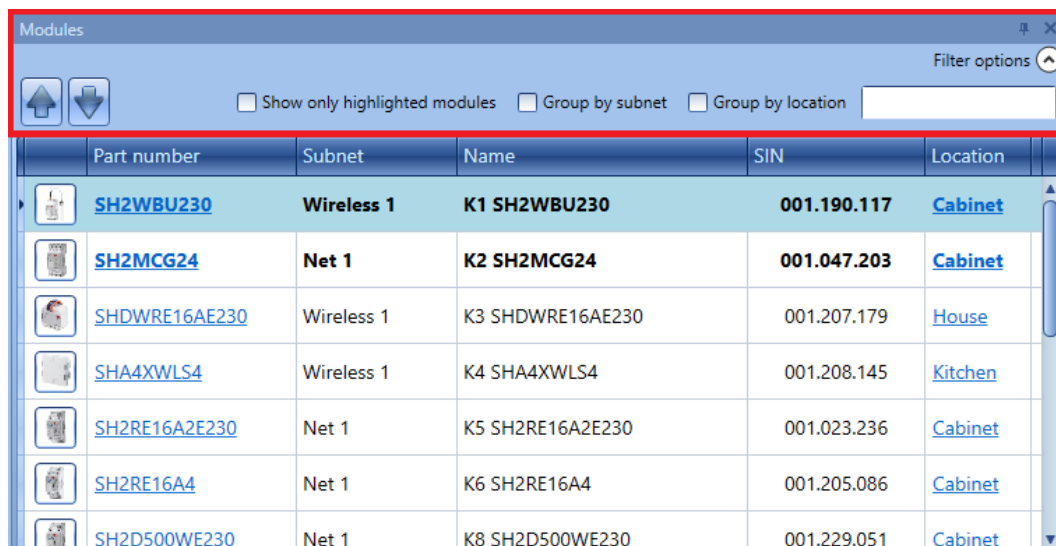 Modules
Filter options
Show only highlighted modules Group by subnet Group by location
Part number Subnet Name SIN Location
SH2WBU230 Wireless 1 K1 SH2WBU230 001.190.117 Cabinet
SH2MCG24 Net 1 K2 SH2MCG24 001.047.203 Cabinet
SHDWRE16AE230 Wireless 1 K3 SHDWRE16AE230 001.207.179 House
SHA4XWLS4 Wireless 1 K4 SHA4XWLS4 001.208.145 Kitchen
SH2RE16A2E230 Net 1 K5 SH2RE16A2E230 001.023.236 Cabinet
SH2RE16A4 Net 1 K6 SH2RE16A4 001.205.086 Cabinet
SH2D500WE230 Net 1 K8 SH2D500WE230 001.229.051 Cabinet